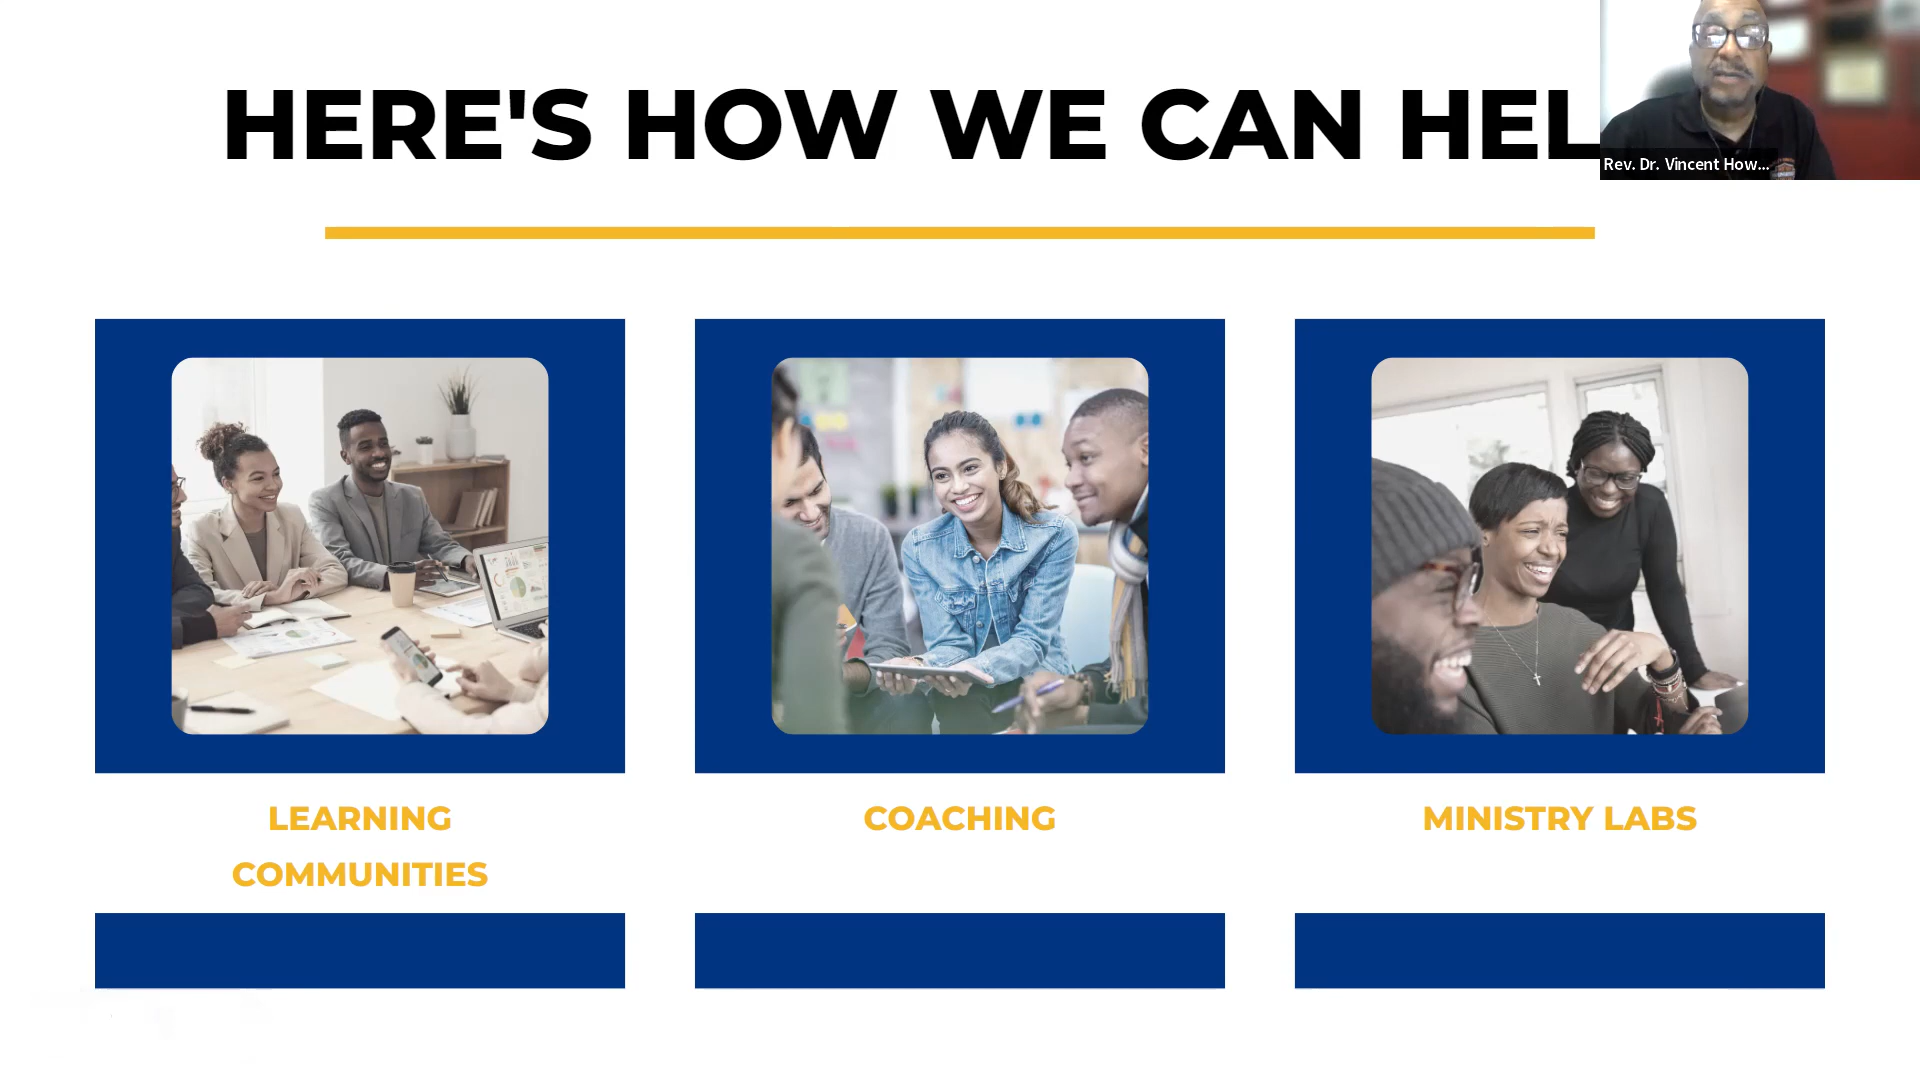 HERE'S HOW WE CAN HEL
Rev. Dr. Vincent How...
LEARNING
COMMUNITIES
COACHING
MINISTRY LABS